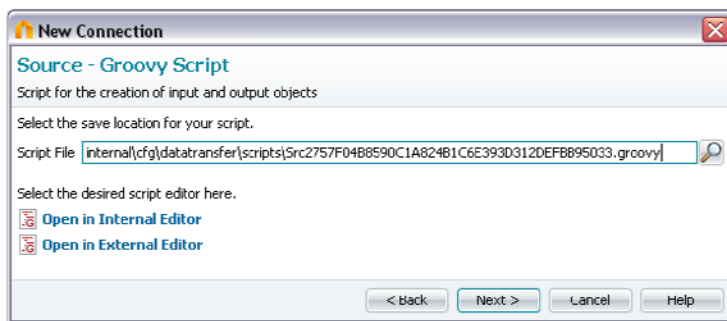 New Connection
Source - Groovy Script
Script for the creation of input and output objects
Select the save location for your script.
Script File internal\cfg\datatransfer\scripts\Src2757F04B8590C1A824B1C6E393D312DEFBB95033.groovy
Select the desired script editor here.
Open in Internal Editor
Open in External Editor
< Back Next > Cancel Help